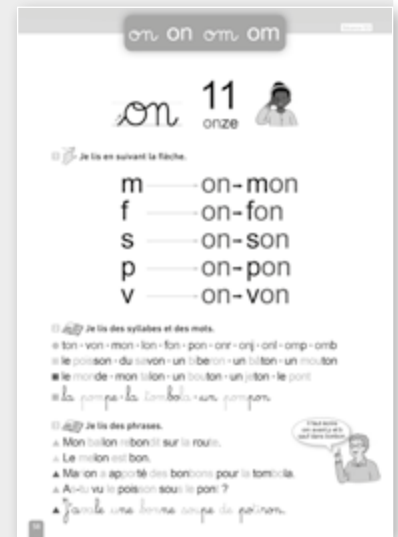 on on om om
on 11
onze
Je lis en suivant la flèche.
m on - mon
f on - fon
s on - son
p on - pon
v on - von
Je lis des syllabes et des mots.
ton - von - mon - lon - fon - pon - onr - onj - onl - omp - omb
le poisson - du savon - un biberon - un bâton - un mouton
le monde - mon talon - un bouton - un jeton - le pont
la pompe - la tombola - un pompon
Je lis des phrases.
Mon ballon rebondit sur la route.
Le melon est bon.
Marion a apporté des bonbons pour la tombola.
As-tu vu le poisson sous le pont ?
J'avale une bonne soupe de potiron.